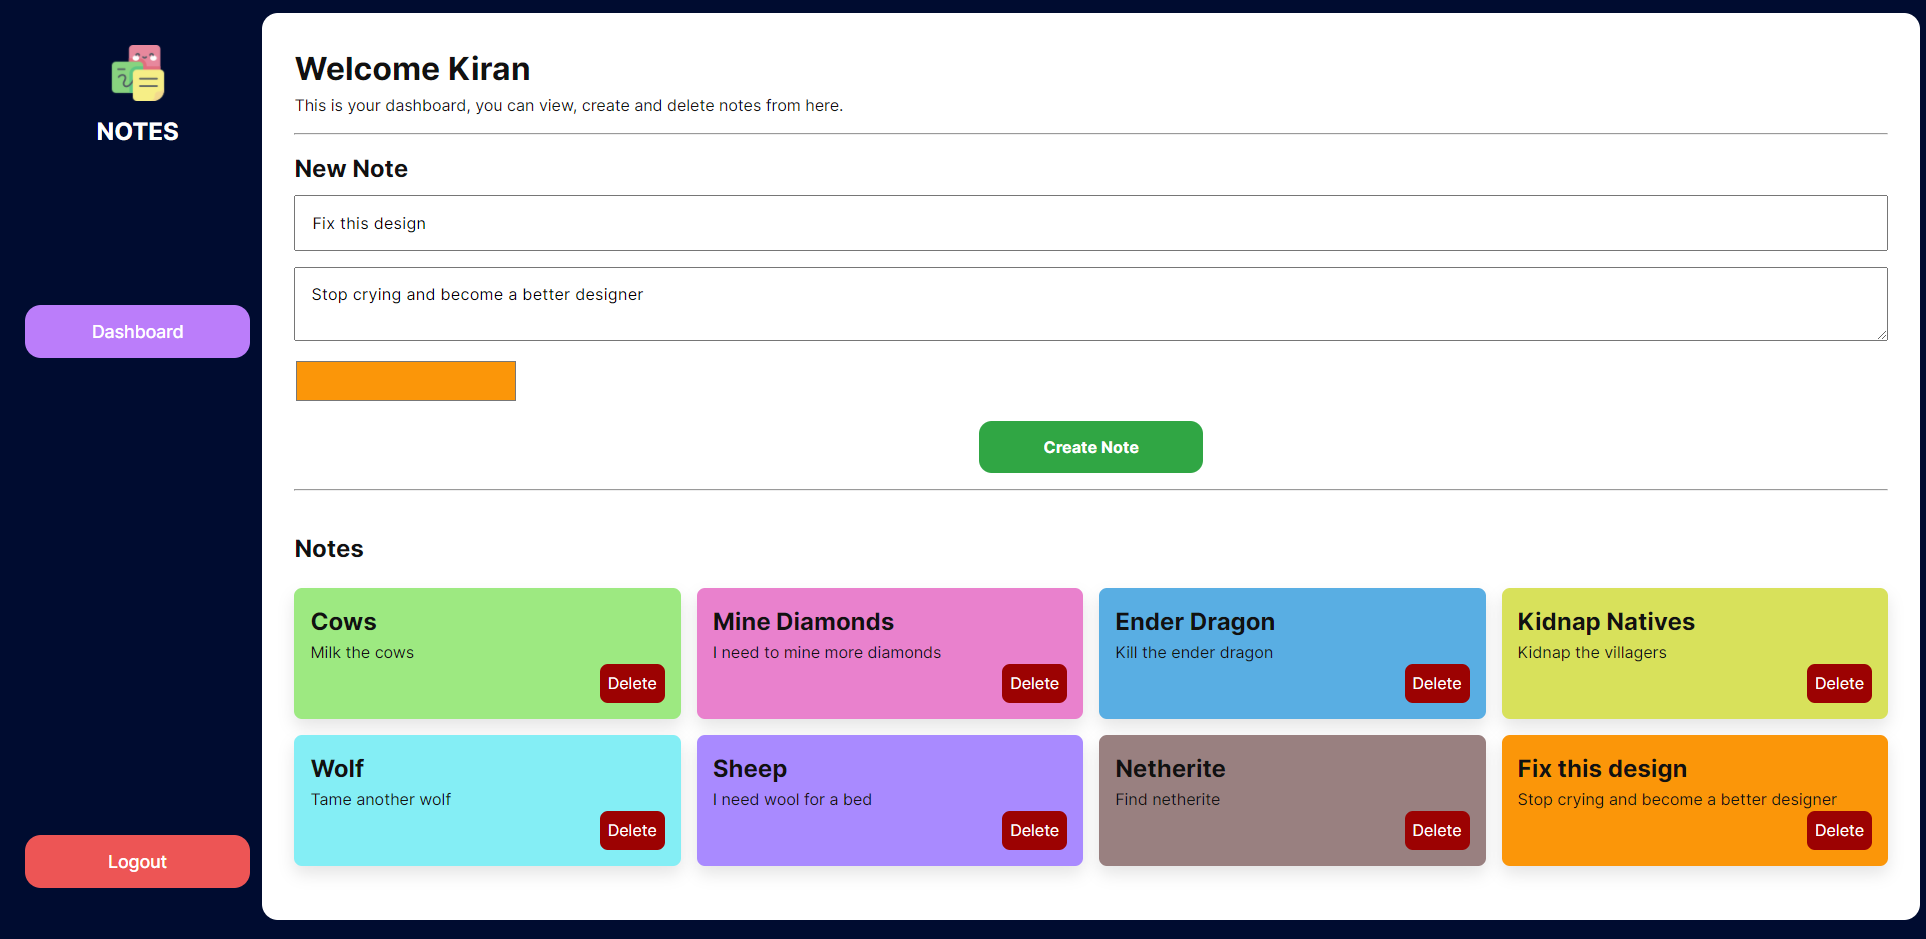 NOTES
Dashboard
Logout
Welcome Kiran
This is your dashboard, you can view, create and delete notes from here.
New Note
Fix this design
Stop crying and become a better designer
Create Note
Notes
Cows
Milk the cows
Delete
Mine Diamonds
I need to mine more diamonds
Delete
Ender Dragon
Kill the ender dragon
Delete
Kidnap Natives
Kidnap the villagers
Delete
Wolf
Tame another wolf
Delete
Sheep
I need wool for a bed
Delete
Netherite
Find netherite
Delete
Fix this design
Stop crying and become a better designer
Delete